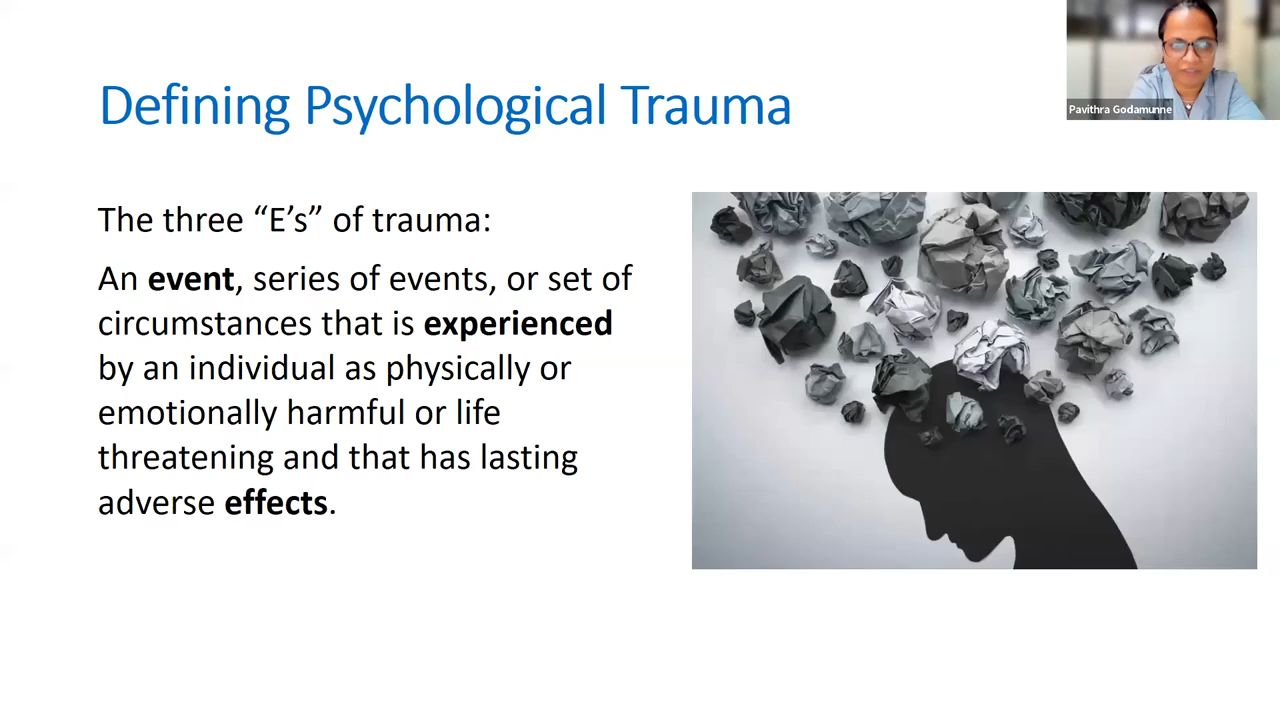 Defining Psychological Trauma
Pavithra Godamunne
The three “E’s” of trauma:
An event, series of events, or set of
circumstances that is experienced
by an individual as physically or
emotionally harmful or life
threatening and that has lasting
adverse effects.